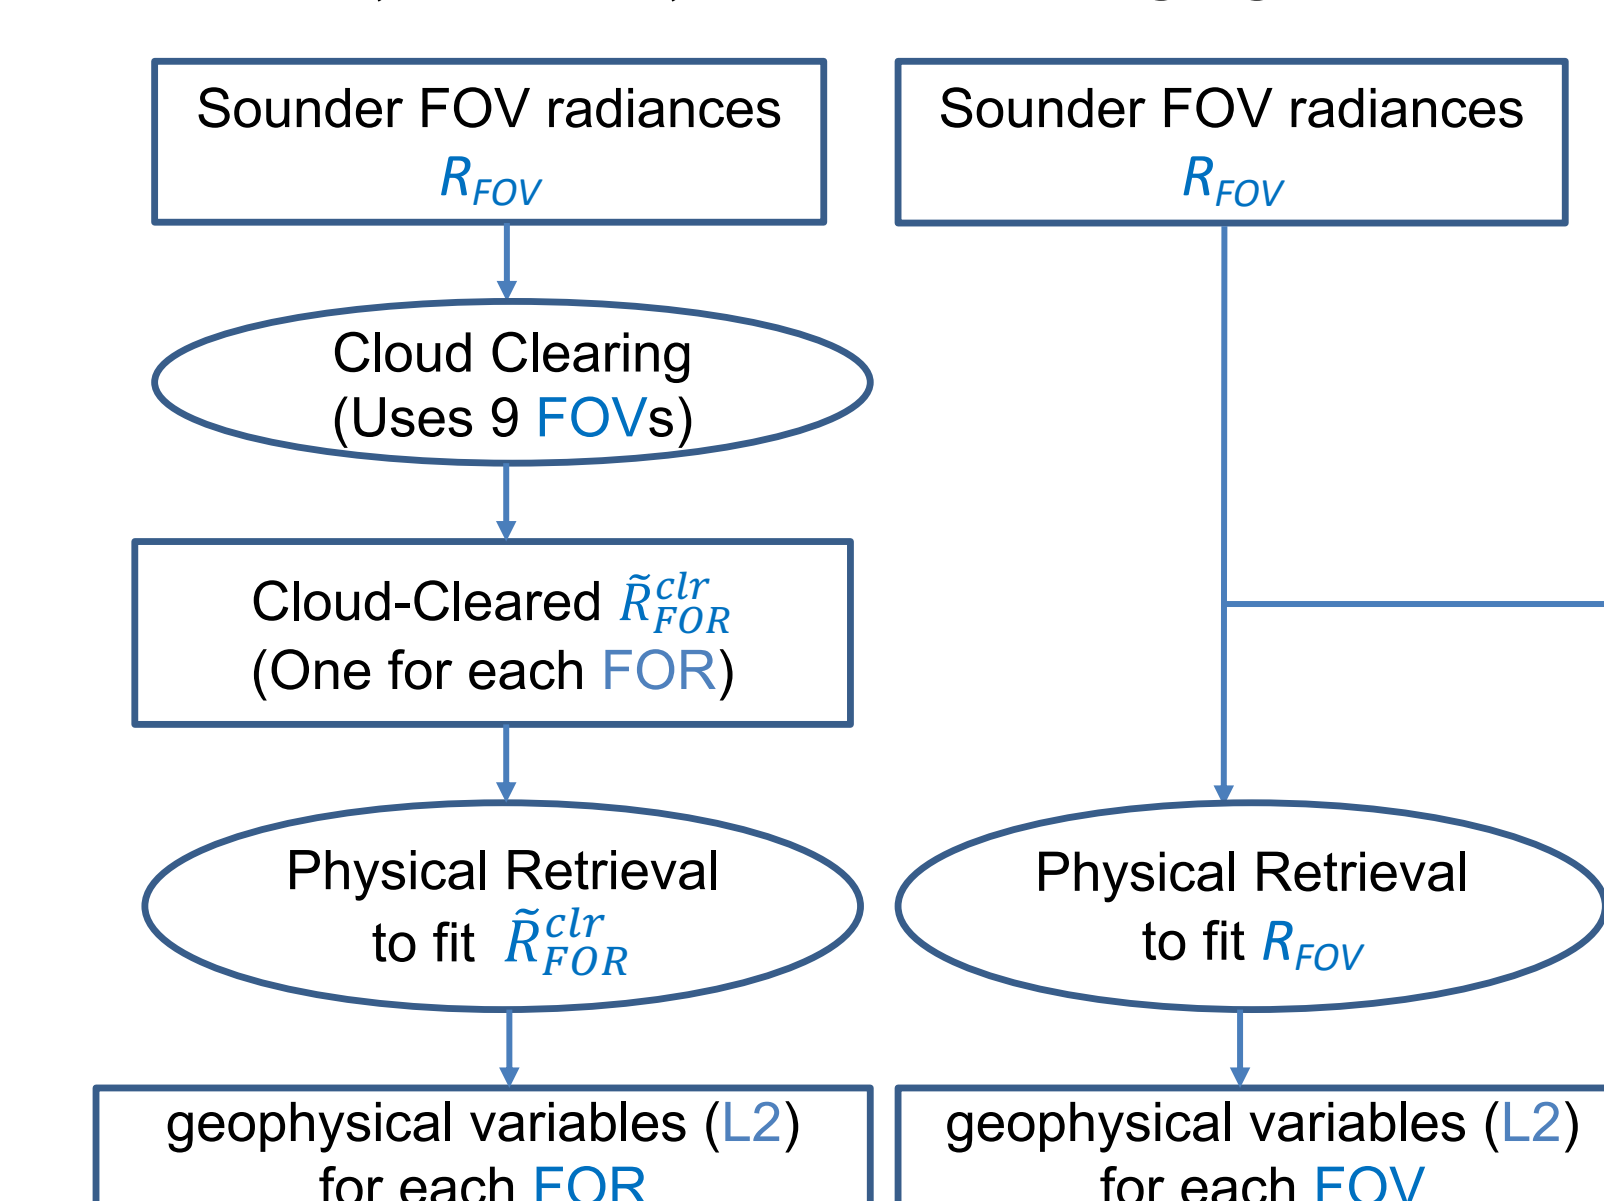 Sounder FOV radiances
R_FOV
Cloud Clearing
(Uses 9 FOVs)
Cloud-Cleared R̃^clr_FOR
(One for each FOR)
Physical Retrieval
to fit R̃^clr_FOR
geophysical variables (L2)
for each FOR
Sounder FOV radiances
R_FOV
Physical Retrieval
to fit R_FOV
geophysical variables (L2)
for each FOV